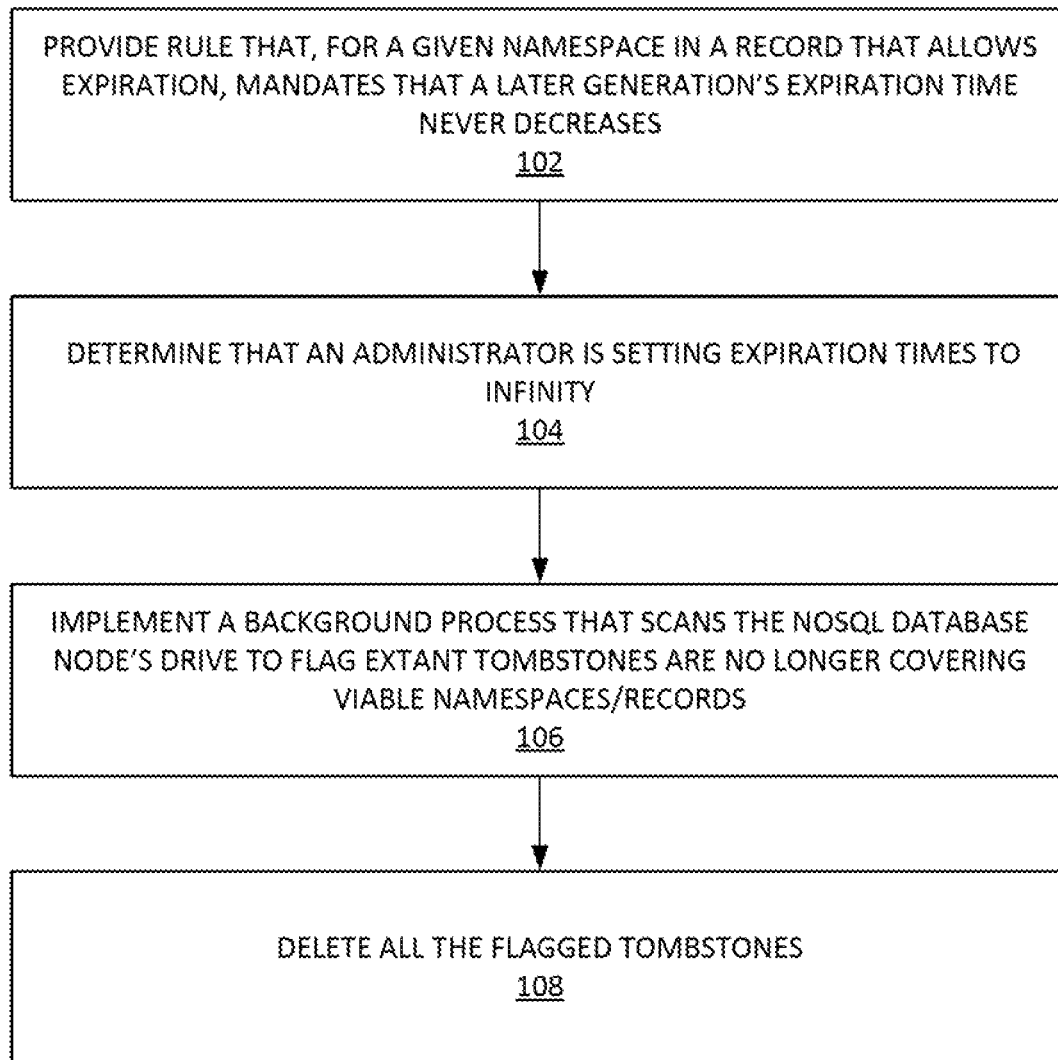 PROVIDE RULE THAT, FOR A GIVEN NAMESPACE IN A RECORD THAT ALLOWS
EXPIRATION, MANDATES THAT A LATER GENERATION'S EXPIRATION TIME
NEVER DECREASES
102
DETERMINE THAT AN ADMINISTRATOR IS SETTING EXPIRATION TIMES TO
INFINITY
104
IMPLEMENT A BACKGROUND PROCESS THAT SCANS THE NOSQL DATABASE
NODE'S DRIVE TO FLAG EXTANT TOMBSTONES ARE NO LONGER COVERING
VIABLE NAMESPACES/RECORDS
106
DELETE ALL THE FLAGGED TOMBSTONES
108